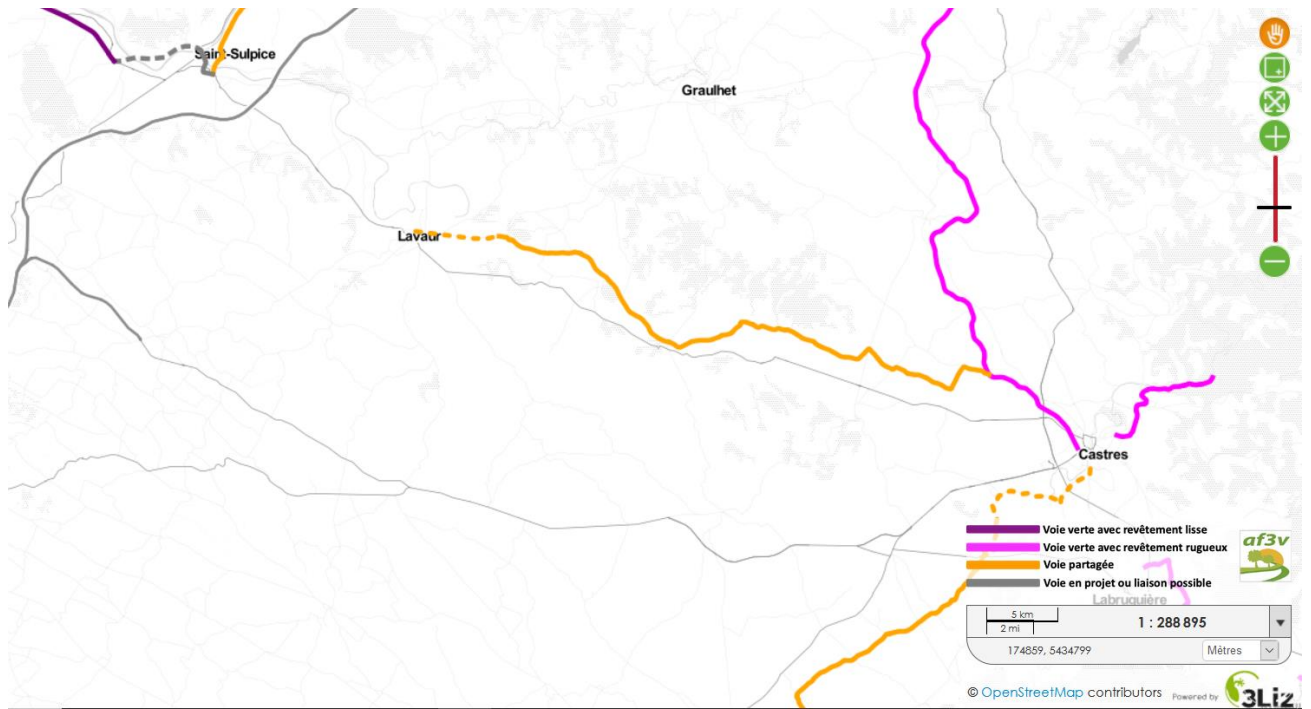 Saint-Sulpice
Graulhet
Lavaur
Castres
Voie verte avec revêtement lisse
Voie verte avec revêtement rugueux
Voie partagée
Voie en projet ou liaison possible
af3v
Labruguière
5 km
2 mi
1 : 288 895
174859, 5434799
Mètres
© OpenStreetMap contributors
Powered by
3Liz